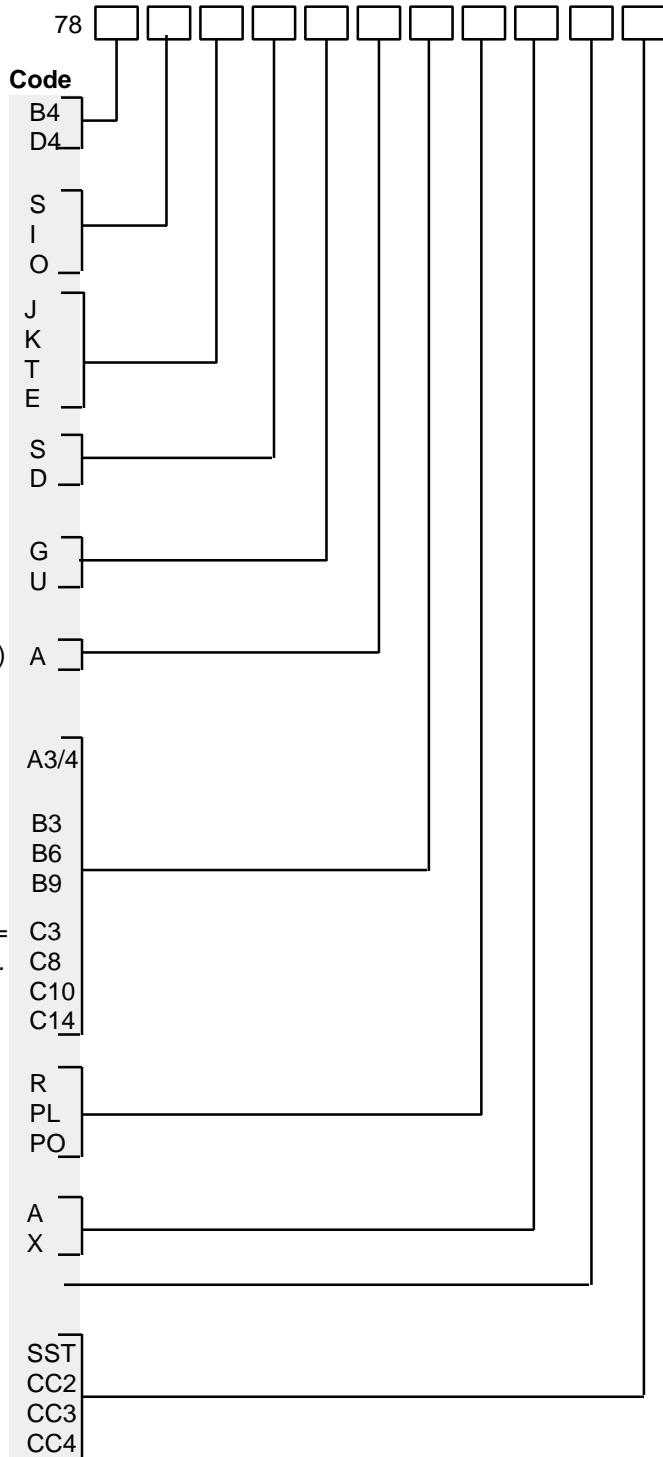 78
Code
B4
D4
S
I
O
J
K
T
E
S
D
G
U
) A
A3/4
B3
B6
B9
= C3
. C8
C10
C14
R
PL
PO
A
X
SST
CC2
CC3
CC4